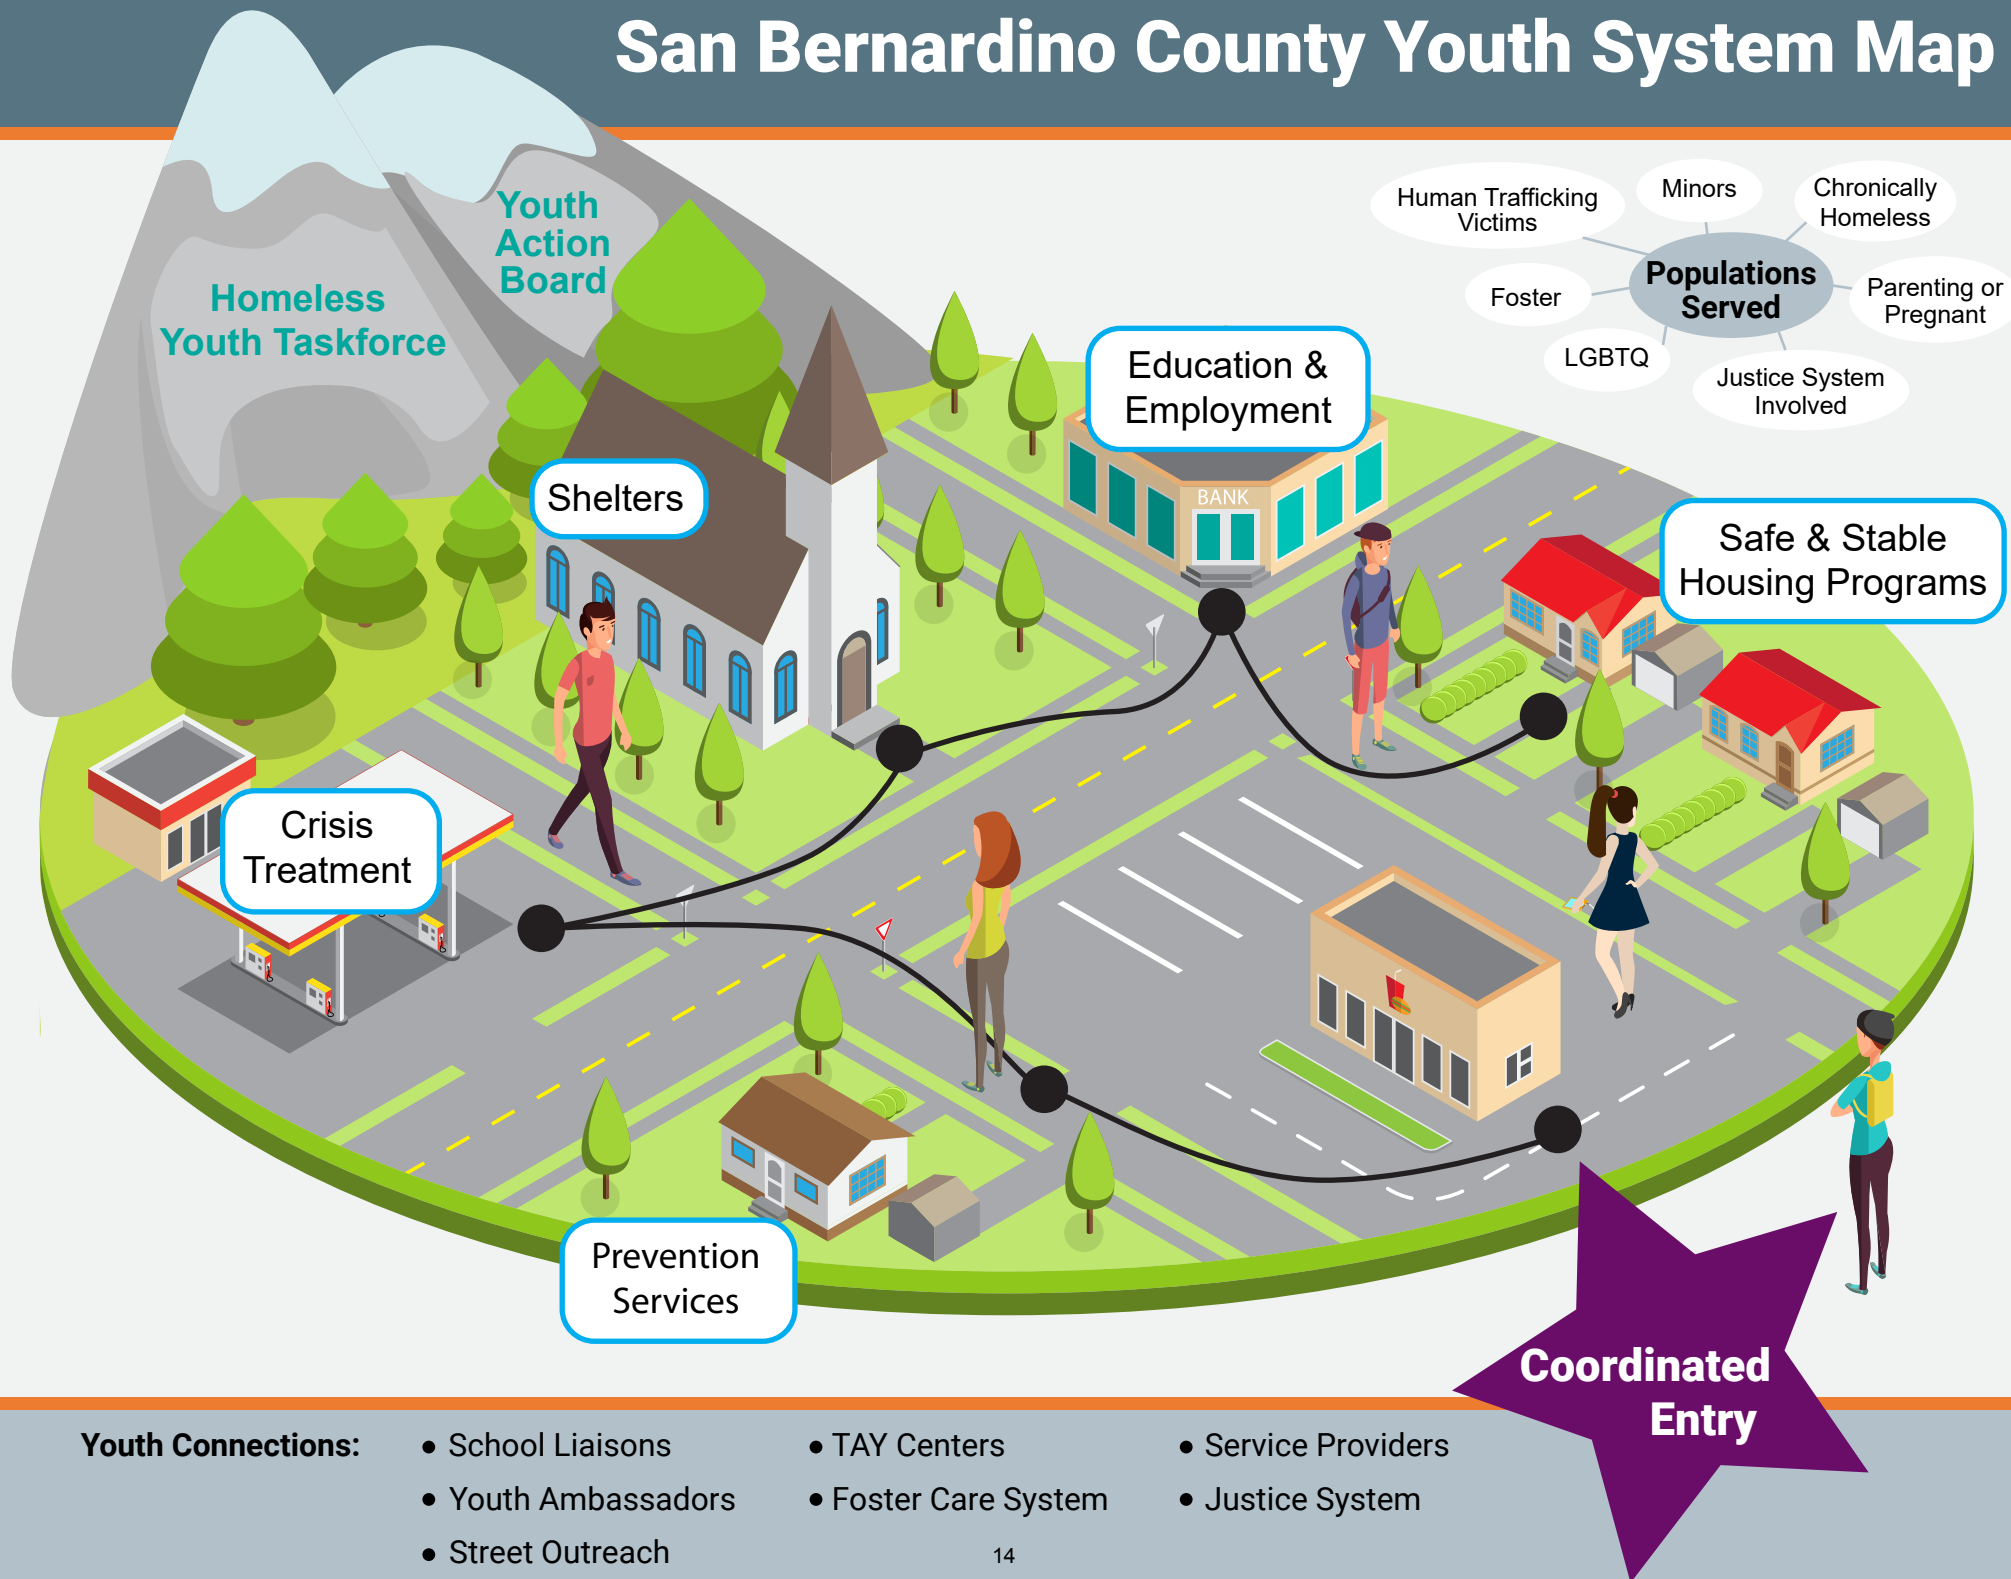 San Bernardino County Youth System Map
Youth
Action
Board
Homeless
Youth Taskforce
Human Trafficking
Victims
Minors
Chronically
Homeless
Populations
Served
Foster
Parenting or
Pregnant
LGBTQ
Justice System
Involved
Education &
Employment
BANK
Shelters
Safe & Stable
Housing Programs
Crisis
Treatment
Prevention
Services
Coordinated
Entry
Youth Connections:
• School Liaisons
• Youth Ambassadors
• Street Outreach
• TAY Centers
• Foster Care System
• Service Providers
• Justice System
14